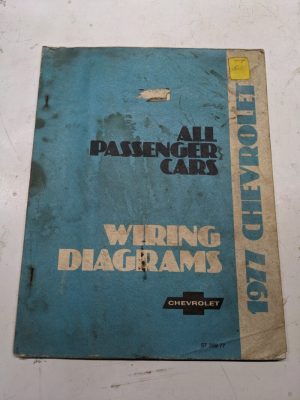 ALL
PASSENGER
CARS
WIRING
DIAGRAMS
CHEVROLET
1977 CHEVROLET